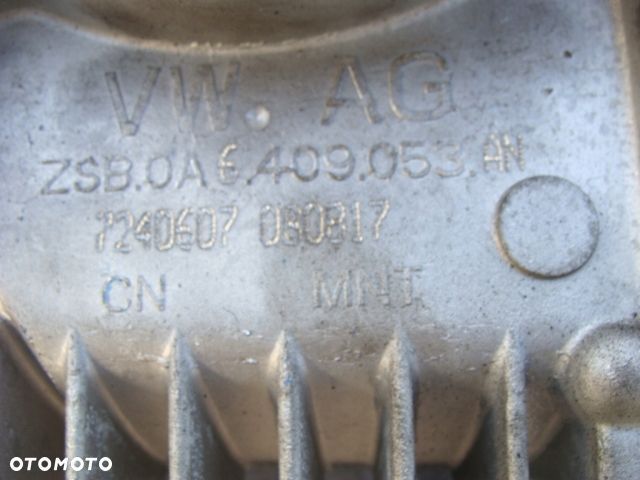 VW. AG
ZSB.0A6.409.053.AN
7240607 080817
CN MNT.
OTOMOTO